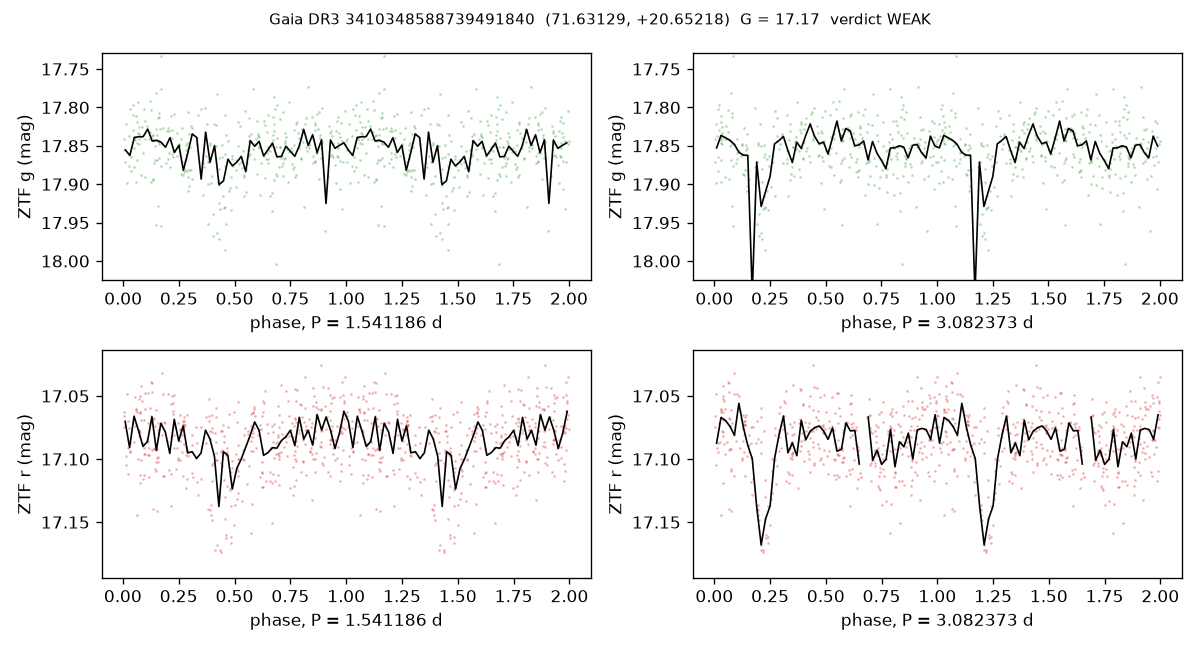 Gaia DR3 3410348588739491840  (71.63129, +20.65218)  G = 17.17  verdict WEAK
17.75
17.80
17.85
17.90
17.95
18.00
ZTF g (mag)
0.00 0.25 0.50 0.75 1.00 1.25 1.50 1.75 2.00
phase, P = 1.541186 d
17.75
17.80
17.85
17.90
17.95
18.00
ZTF g (mag)
0.00 0.25 0.50 0.75 1.00 1.25 1.50 1.75 2.00
phase, P = 3.082373 d
17.05
17.10
17.15
ZTF r (mag)
0.00 0.25 0.50 0.75 1.00 1.25 1.50 1.75 2.00
phase, P = 1.541186 d
17.05
17.10
17.15
ZTF r (mag)
0.00 0.25 0.50 0.75 1.00 1.25 1.50 1.75 2.00
phase, P = 3.082373 d